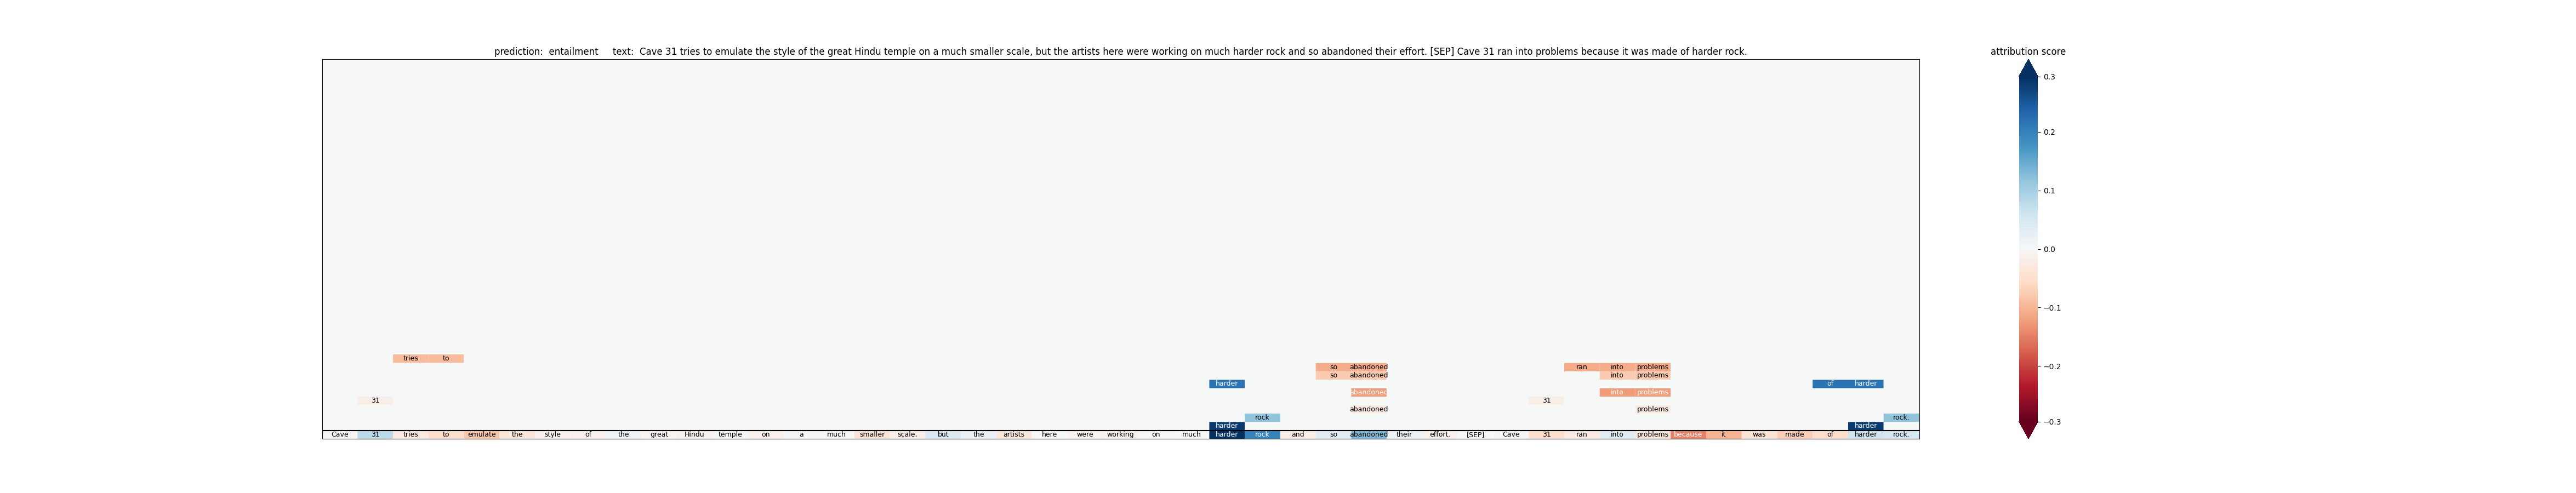 prediction:  entailment     text:  Cave 31 tries to emulate the style of the great Hindu temple on a much smaller scale, but the artists here were working on much harder rock and so abandoned their effort. [SEP] Cave 31 ran into problems because it was made of harder rock.
attribution score
0.3
0.2
0.1
0.0
−0.1
−0.2
−0.3
tries to
so abandoned ran into problems
so abandoned into problems
harder of harder
abandoned into problems
31 31
abandoned problems
rock rock.
harder harder
Cave 31 tries to emulate the style of the great Hindu temple on a much smaller scale, but the artists here were working on much harder rock and so abandoned their effort. [SEP] Cave 31 ran into problems because it was made of harder rock.